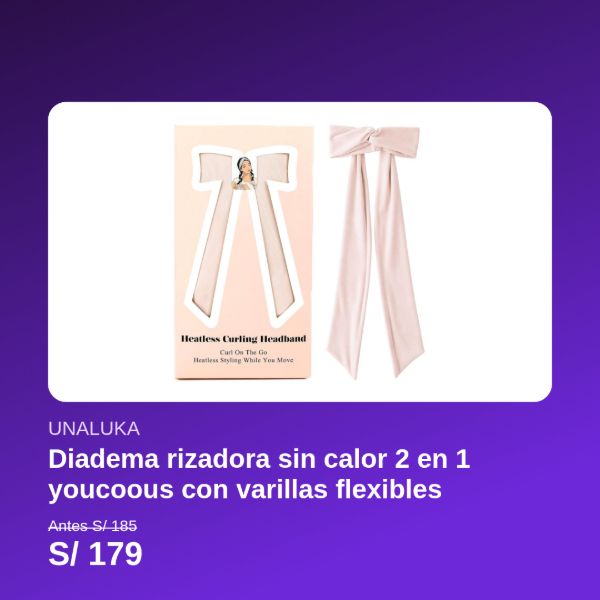 Heatless Curling Headband
Curl On The Go
Heatless Styling While You Move
UNALUKA
Diadema rizadora sin calor 2 en 1
youcoous con varillas flexibles
Antes S/ 185
S/ 179